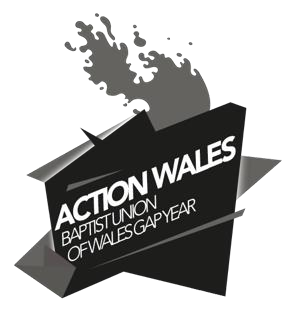 ACTION WALES
BAPTIST UNION
OF WALES GAP YEAR